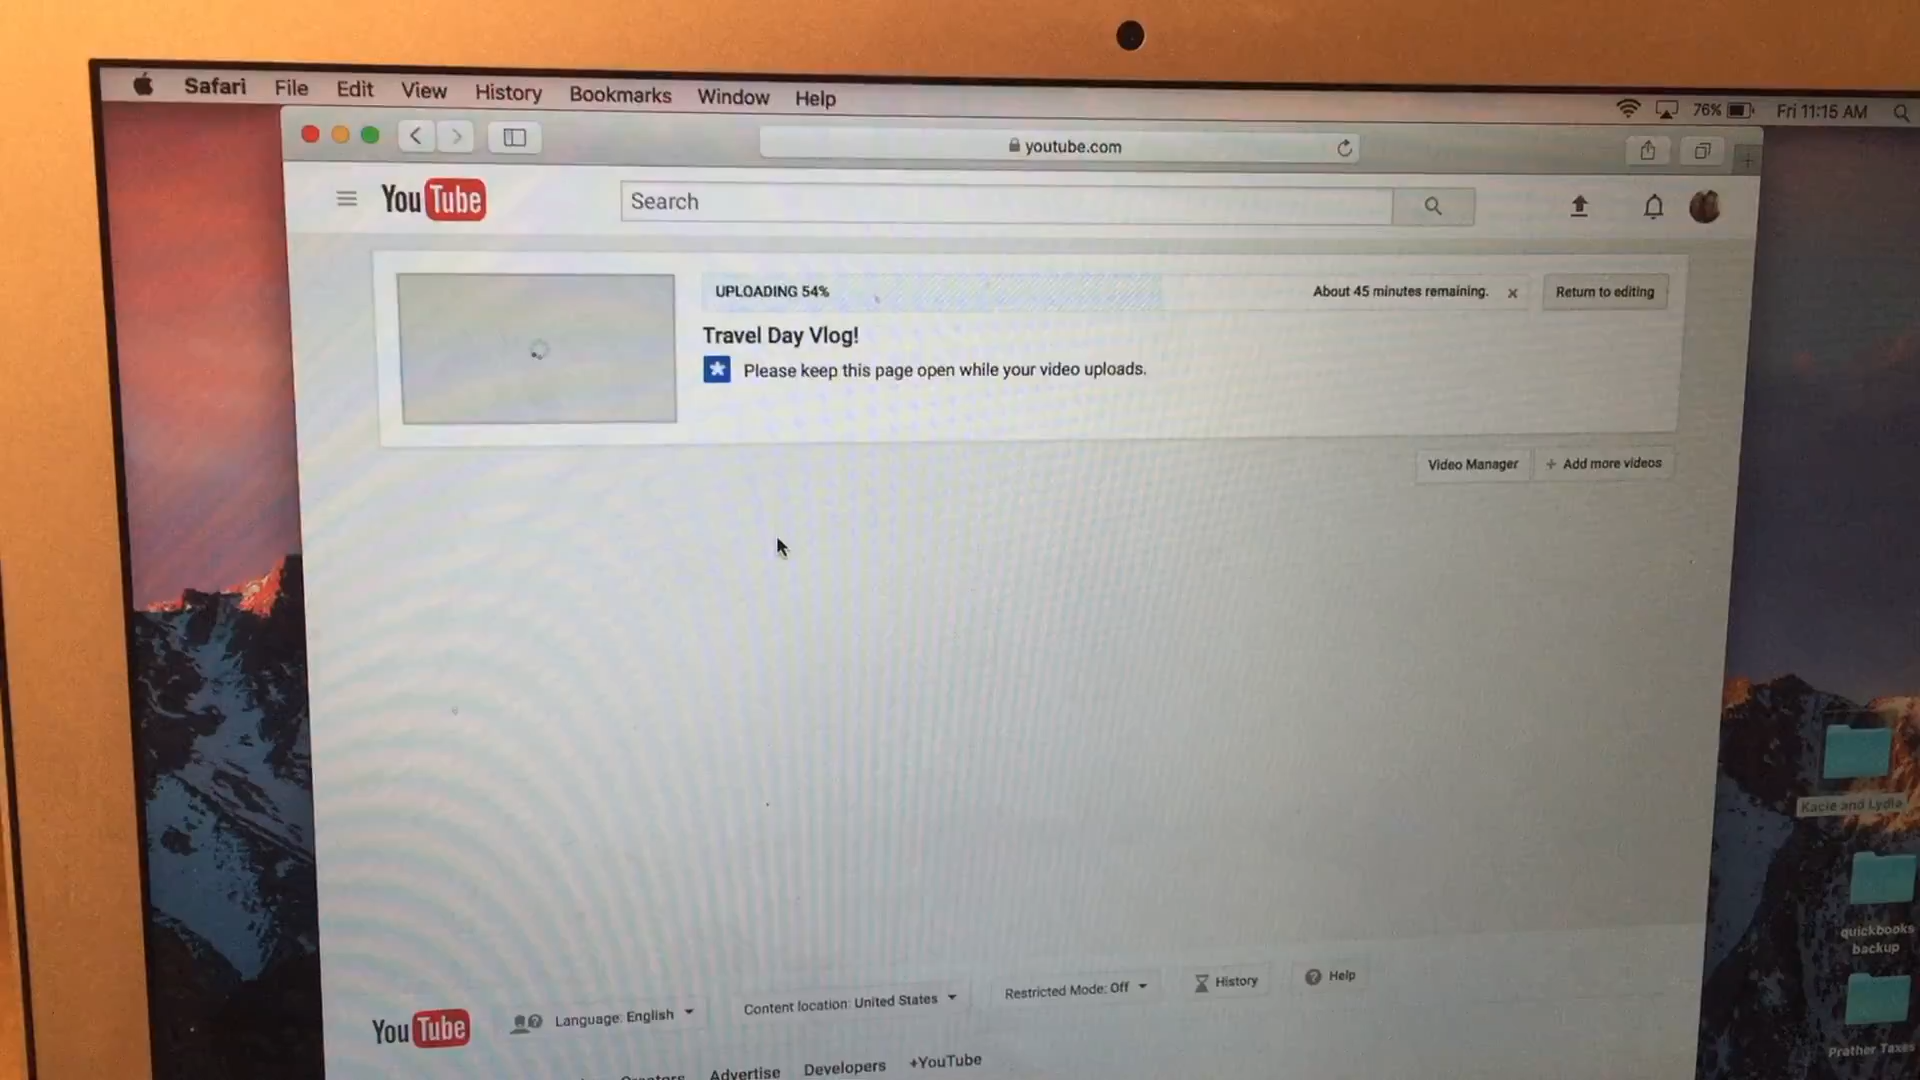 Safari File Edit View History Bookmarks Window Help
76% Fri 11:15 AM
youtube.com
YouTube
Search
UPLOADING 54%
About 45 minutes remaining.
Return to editing
Travel Day Vlog!
Please keep this page open while your video uploads.
Video Manager
+ Add more videos
Kacie and Lydia
quickbooks
backup
Prather Taxes
YouTube
Language: English
Content location: United States
Restricted Mode: Off
History
Help
Creators Advertise Developers +YouTube